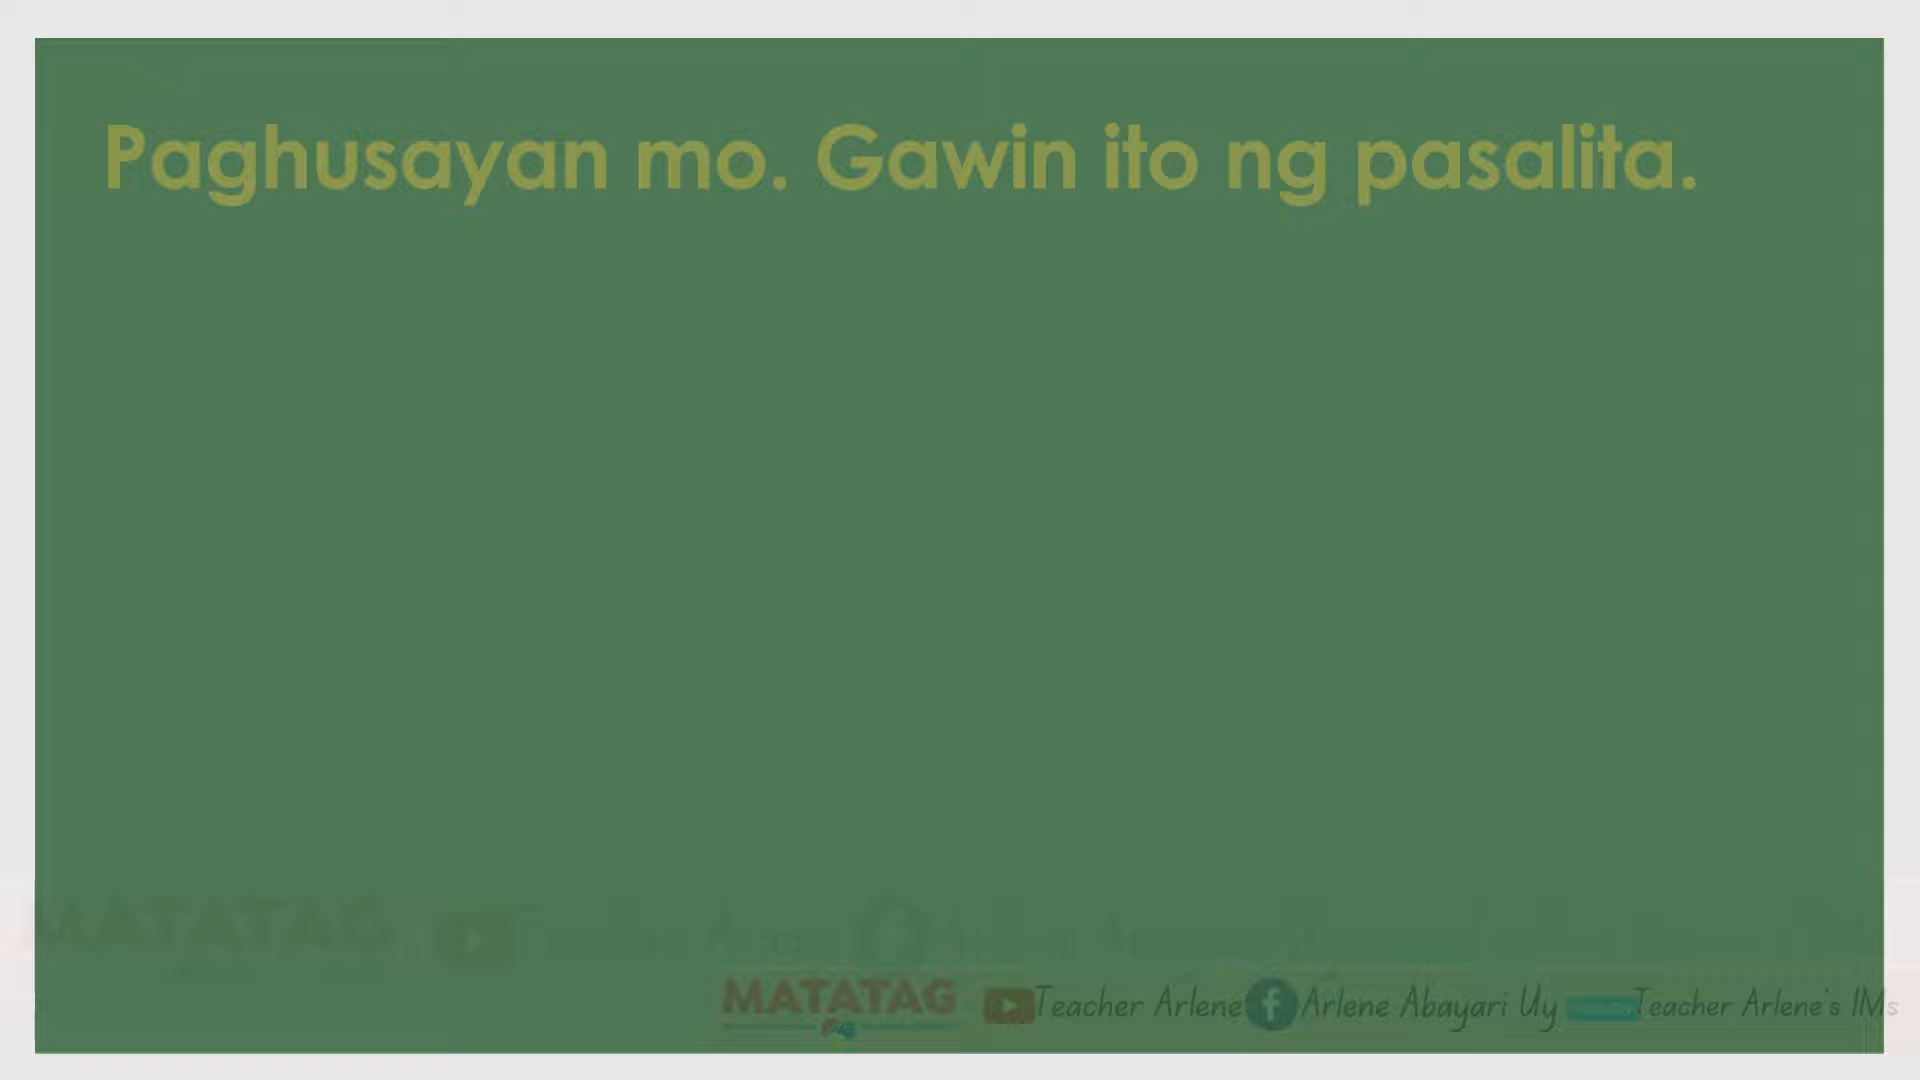 Paghusayan mo. Gawin ito ng pasalita.
MATATAG Teacher Arlene Arlene Abayari Uy Teacher Arlene's IMs